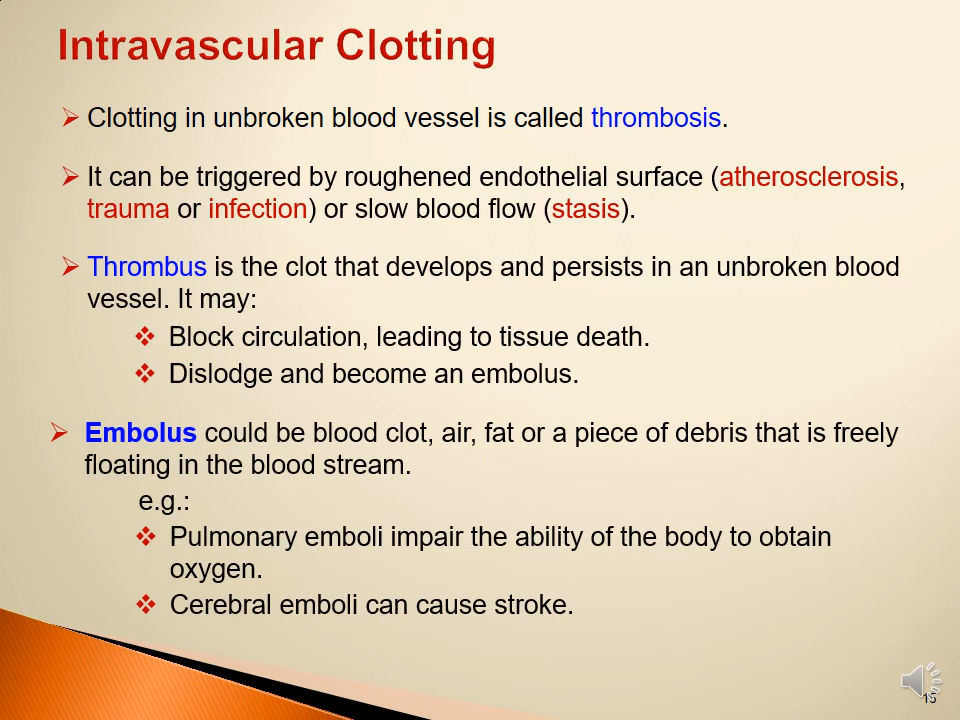 Intravascular Clotting
Clotting in unbroken blood vessel is called thrombosis.
It can be triggered by roughened endothelial surface (atherosclerosis,
trauma or infection) or slow blood flow (stasis).
Thrombus is the clot that develops and persists in an unbroken blood
vessel. It may:
Block circulation, leading to tissue death.
Dislodge and become an embolus.
Embolus could be blood clot, air, fat or a piece of debris that is freely
floating in the blood stream.
e.g.:
Pulmonary emboli impair the ability of the body to obtain
oxygen.
Cerebral emboli can cause stroke.
15